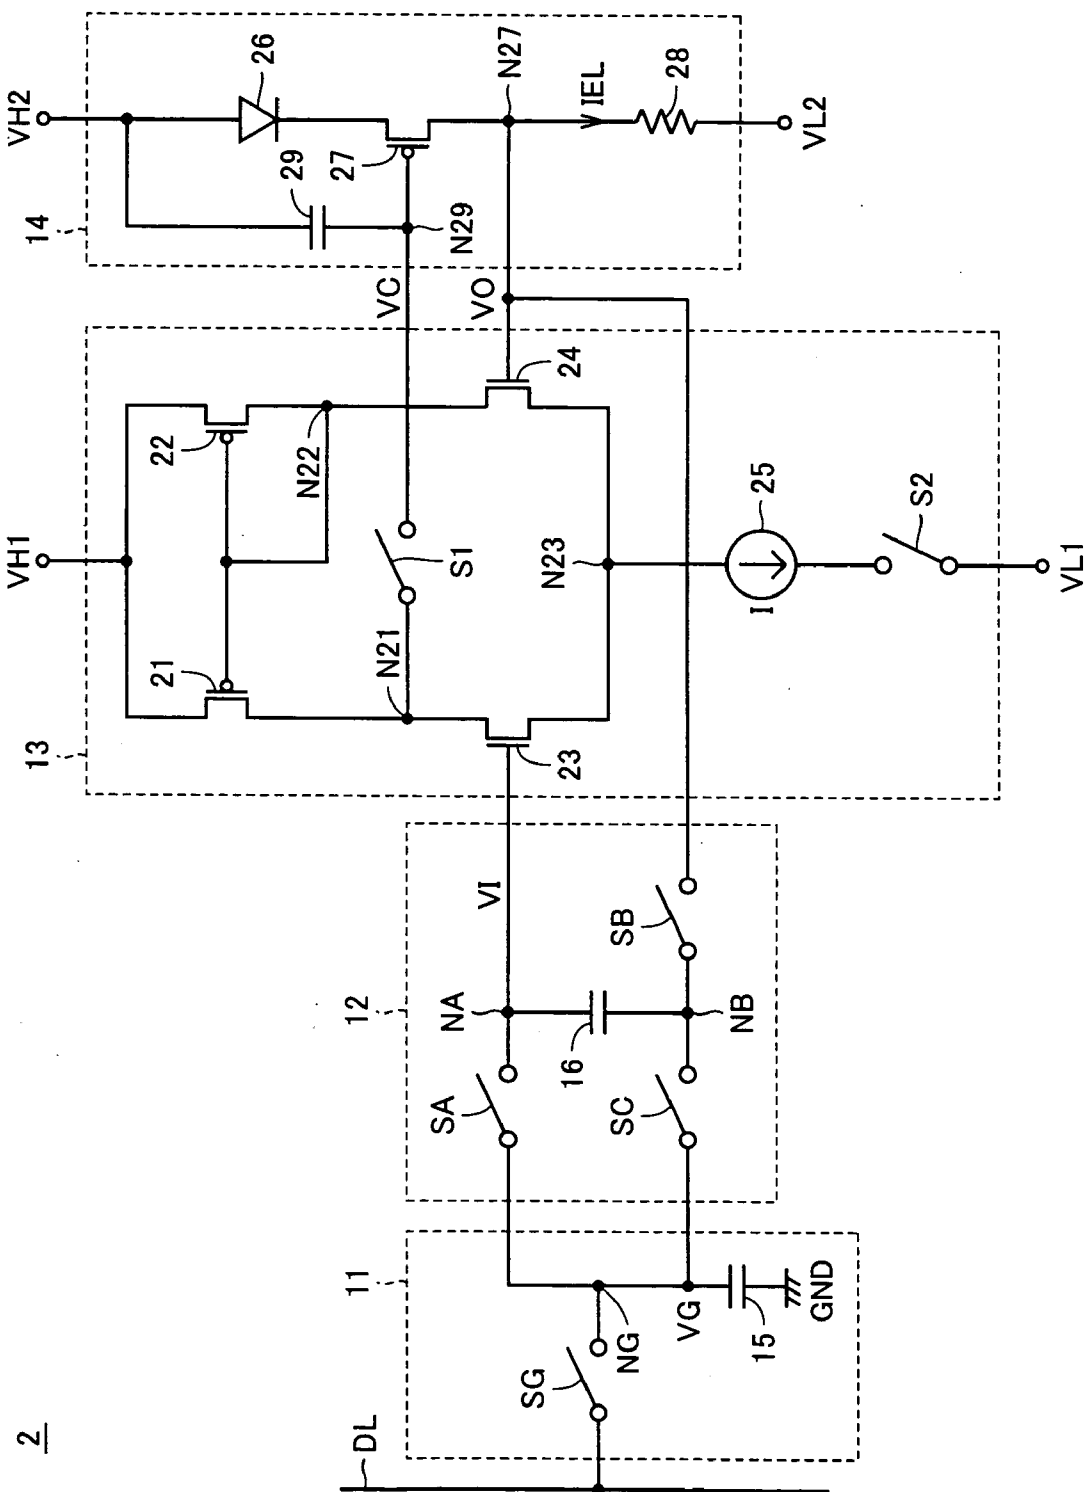 2
DL
SG
NG
VG
15
GND
11
12
SA
NA
VI
16
SC
NB
SB
13
VH1
21
22
N22
N21
S1
23
24
N23
25
I
S2
VL1
VC
VO
14
VH2
26
29
27
N29
N27
IEL
28
VL2